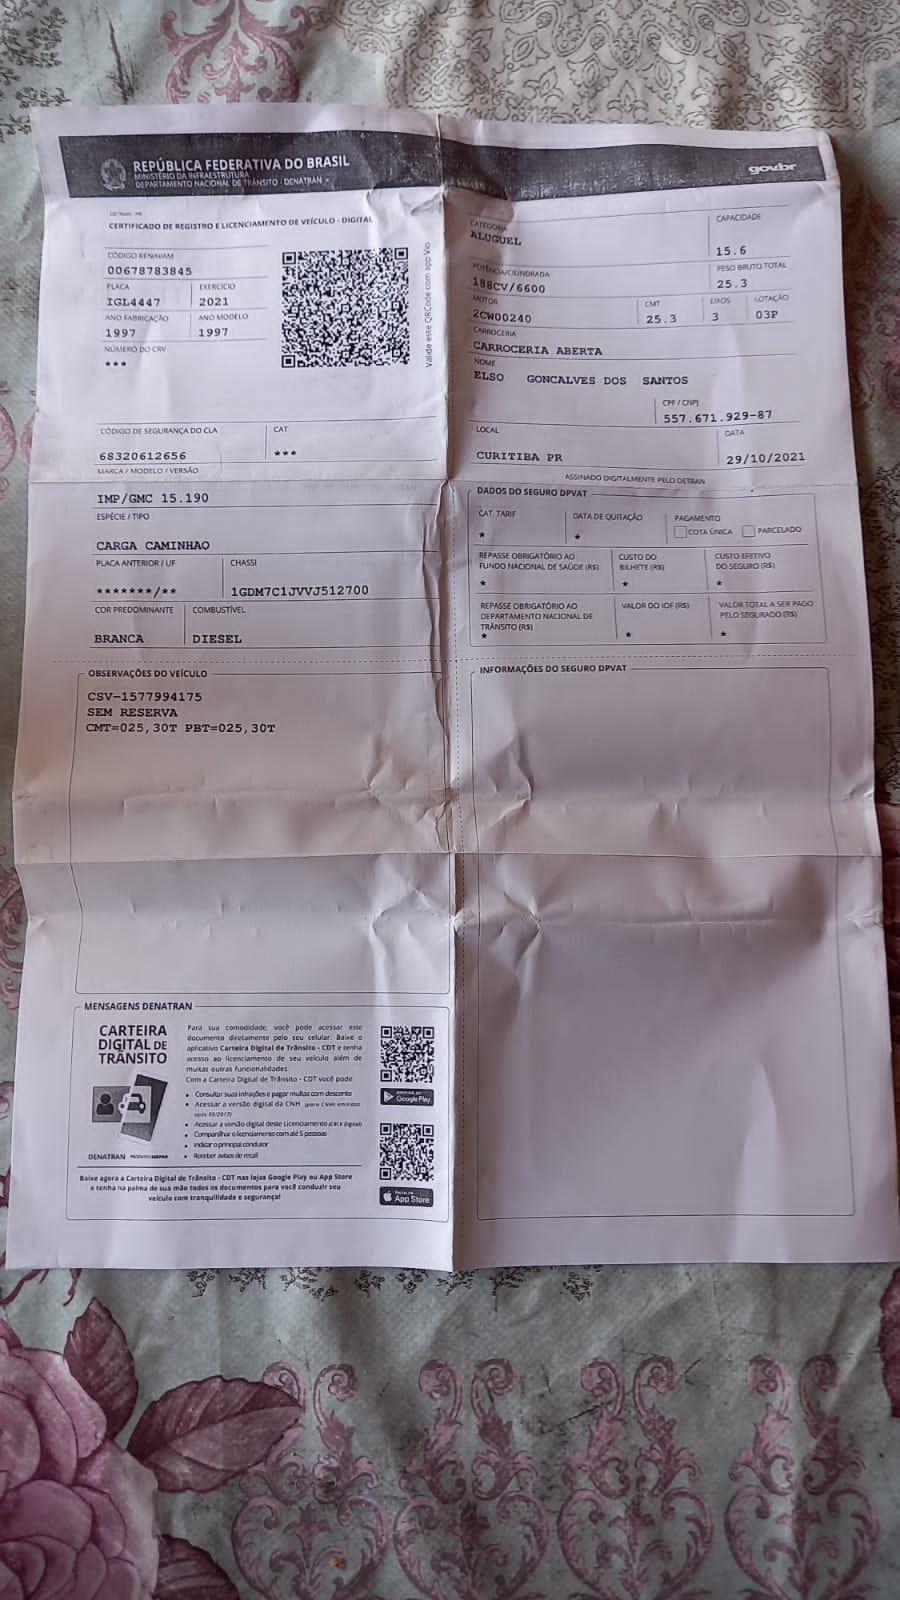 REPÚBLICA FEDERATIVA DO BRASIL
MINISTÉRIO DA INFRAESTRUTURA
DEPARTAMENTO NACIONAL DE TRÂNSITO - DENATRAN
gov.br
CERTIFICADO DE REGISTRO E LICENCIAMENTO DE VEÍCULO - DIGITAL
CÓDIGO RENAVAM
00678783845
PLACA EXERCÍCIO
IGL4447 2021
ANO FABRICAÇÃO ANO MODELO
1997 1997
NÚMERO DO CRV
***
Valide este QRCode com app Vio
CÓDIGO DE SEGURANÇA DO CLA CAT
68320612656 ***
MARCA / MODELO / VERSÃO
IMP/GMC 15.190
ESPÉCIE / TIPO
CARGA CAMINHAO
PLACA ANTERIOR / UF CHASSI
*******/** 1GDM7C1JVVJ512700
COR PREDOMINANTE COMBUSTÍVEL
BRANCA DIESEL
CATEGORIA CAPACIDADE
ALUGUEL 15.6
POTÊNCIA/CILINDRADA PESO BRUTO TOTAL
188CV/6600 25.3
MOTOR CMT EIXOS LOTAÇÃO
2CW00240 25.3 3 03P
CARROCERIA
CARROCERIA ABERTA
NOME
ELSO GONCALVES DOS SANTOS
CPF / CNPJ
557.671.929-87
LOCAL DATA
CURITIBA PR 29/10/2021
ASSINADO DIGITALMENTE PELO DETRAN
DADOS DO SEGURO DPVAT
CAT. TARIF DATA DE QUITAÇÃO PAGAMENTO
* * COTA ÚNICA PARCELADO
REPASSE OBRIGATÓRIO AO CUSTO DO CUSTO EFETIVO
FUNDO NACIONAL DE SAÚDE (R$) BILHETE (R$) DO SEGURO (R$)
* * *
REPASSE OBRIGATÓRIO AO VALOR DO IOF (R$) VALOR TOTAL A SER PAGO
DEPARTAMENTO NACIONAL DE PELO SEGURADO (R$)
TRÂNSITO (R$)
* * *
OBSERVAÇÕES DO VEÍCULO
CSV-1577994175
SEM RESERVA
CMT=025,30T PBT=025,30T
INFORMAÇÕES DO SEGURO DPVAT
MENSAGENS DENATRAN
CARTEIRA
DIGITAL DE
TRÂNSITO
DENATRAN
Para sua comodidade, você pode acessar esse
documento diretamente pelo seu celular. Baixe o
aplicativo Carteira Digital de Trânsito - CDT e tenha
acesso ao licenciamento de seu veículo além de
muitas outras funcionalidades.
Com a Carteira Digital de Trânsito - CDT você pode
• Consultar suas infrações e pagar multas com desconto
• Acessar a versão digital da CNH
• Acessar a versão digital deste Licenciamento
• Compartilhar o licenciamento com até 5 pessoas
• Indicar o principal condutor
• Receber avisos de recall
Google Play
App Store
Baixe agora a Carteira Digital de Trânsito - CDT nas lojas Google Play ou App Store
e tenha na palma de sua mão todos os documentos para você conduzir seu
veículo com tranquilidade e segurança!